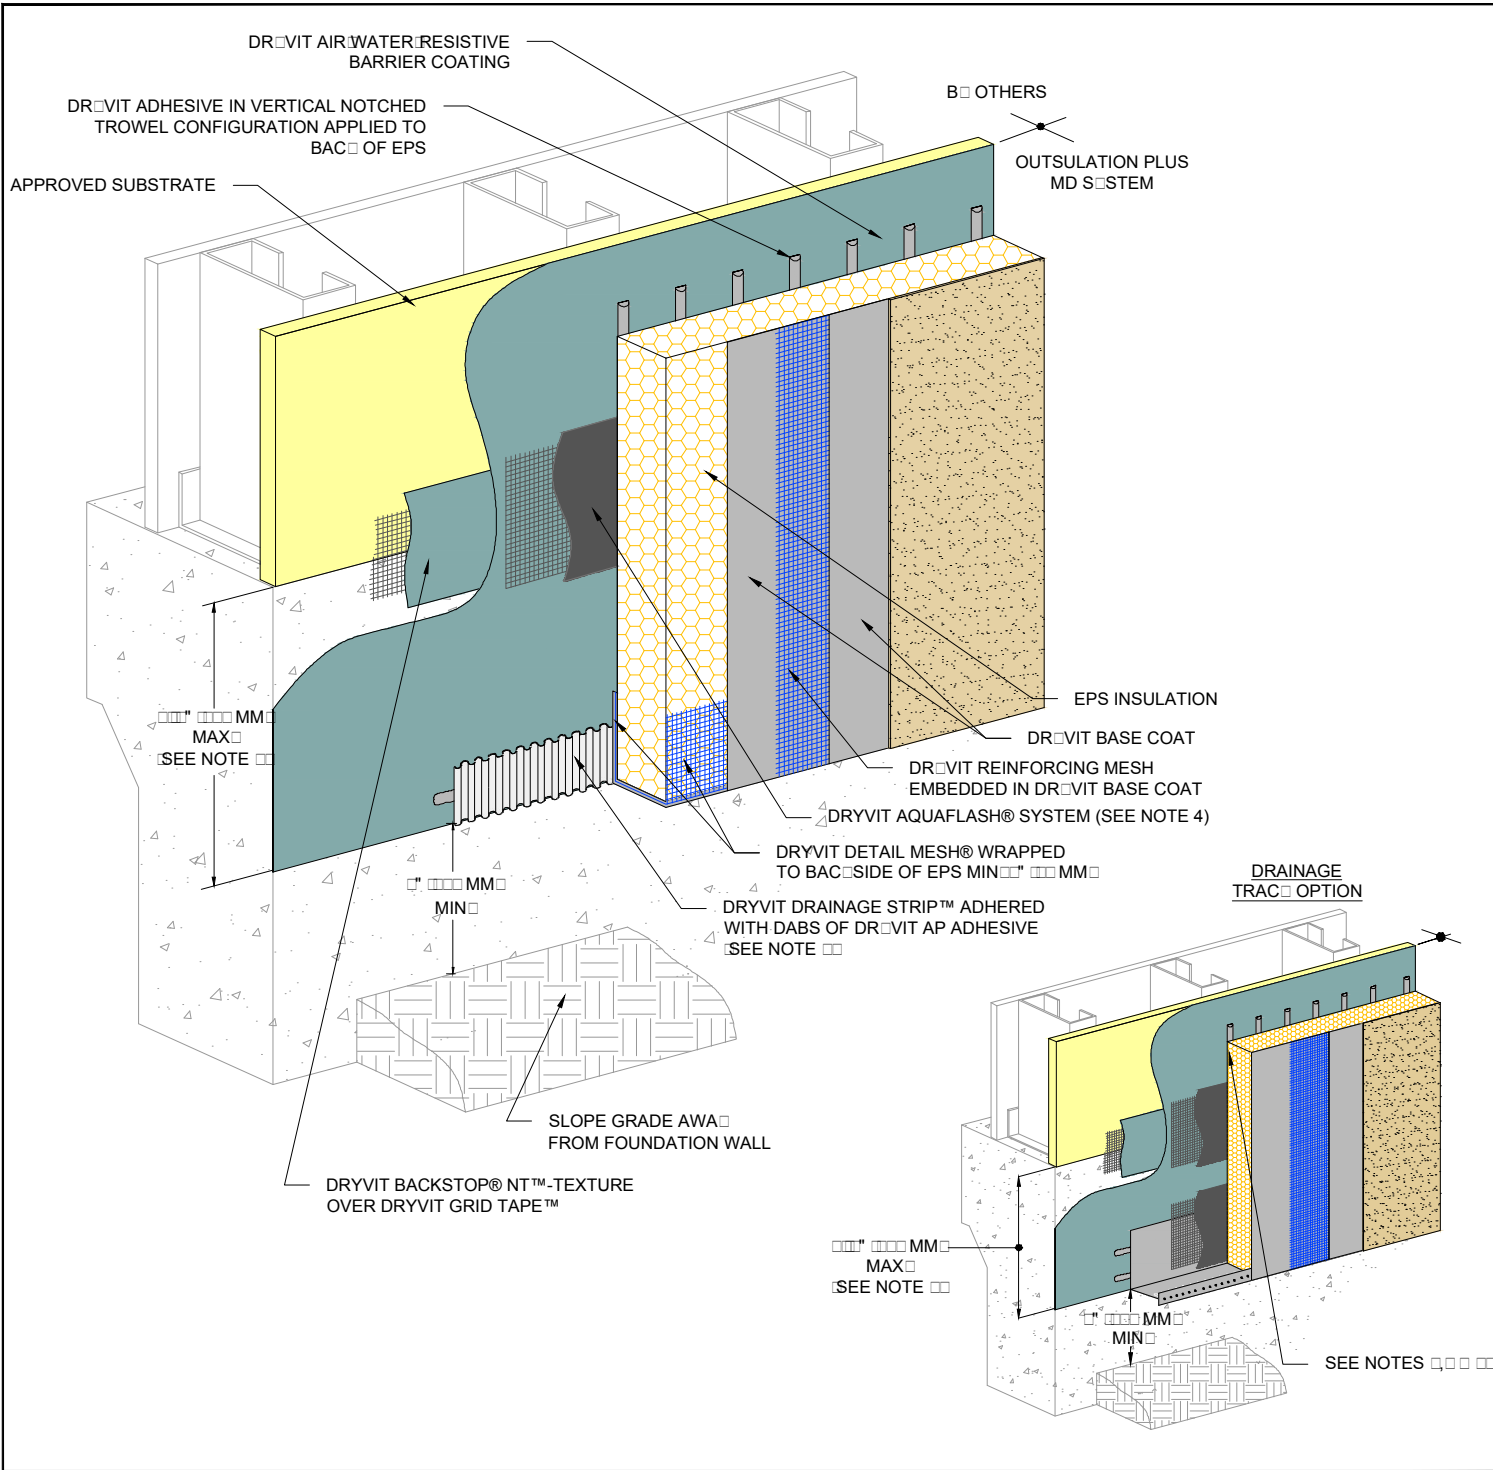 DR□VIT AIR□WATER□RESISTIVE
BARRIER COATING
DR□VIT ADHESIVE IN VERTICAL NOTCHED
TROWEL CONFIGURATION APPLIED TO
BAC□ OF EPS
APPROVED SUBSTRATE
B□ OTHERS
OUTSULATION PLUS
MD S□STEM
□□□" □□□□ MM□
MAX□
□SEE NOTE □□
EPS INSULATION
DR□VIT BASE COAT
DR□VIT REINFORCING MESH
EMBEDDED IN DR□VIT BASE COAT
DRYVIT AQUAFLASH® SYSTEM (SEE NOTE 4)
DRYVIT DETAIL MESH® WRAPPED
TO BAC□SIDE OF EPS MIN□□" □□□ MM□
□" □□□□ MM□
MIN□
DRYVIT DRAINAGE STRIP™ ADHERED
WITH DABS OF DR□VIT AP ADHESIVE
□SEE NOTE □□
DRAINAGE
TRAC□ OPTION
SLOPE GRADE AWA□
FROM FOUNDATION WALL
DRYVIT BACKSTOP® NT™-TEXTURE
OVER DRYVIT GRID TAPE™
□□□" □□□□ MM□
MAX□
□SEE NOTE □□
□" □□□□ MM□
MIN□
SEE NOTES □,□ □ □□